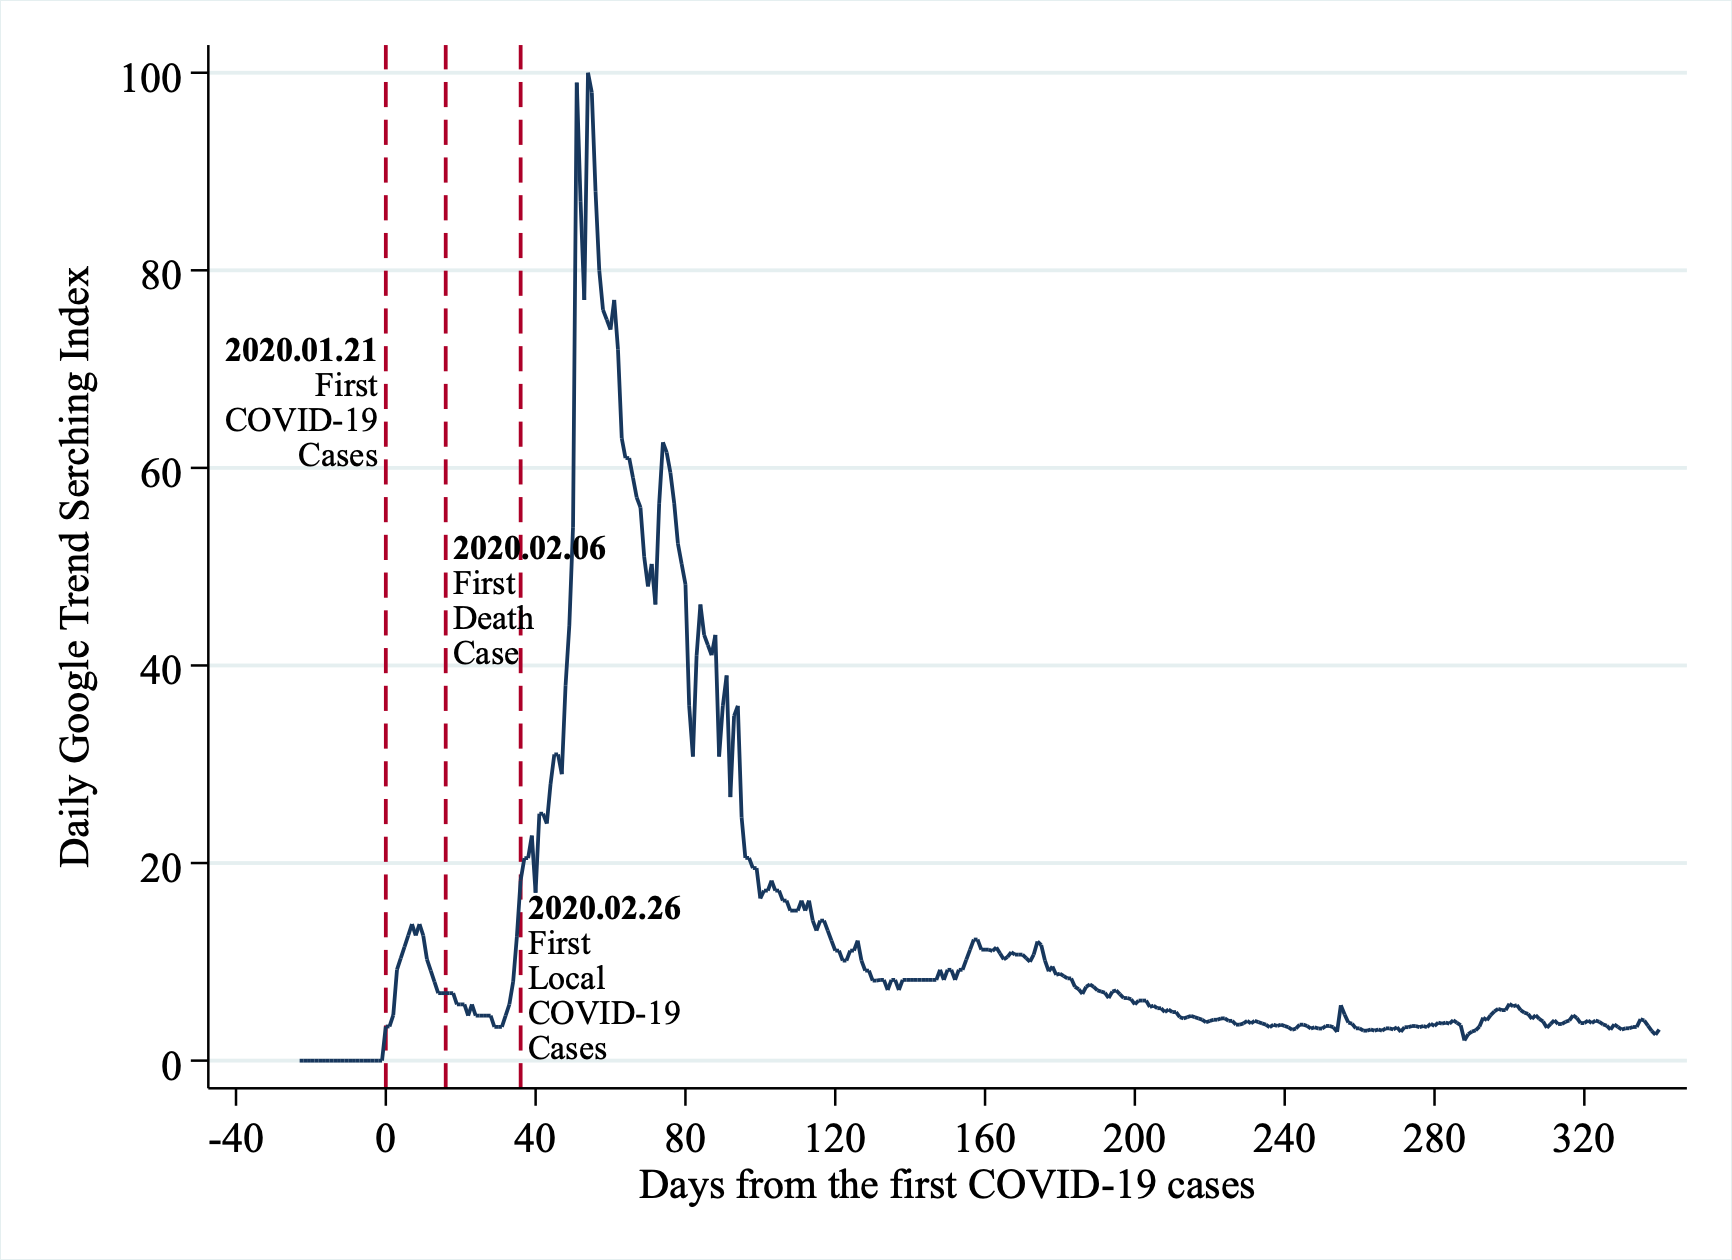 Daily Google Trend Serching Index
100
80
60
40
20
0
2020.01.21
First
COVID-19
Cases
2020.02.06
First
Death
Case
2020.02.26
First
Local
COVID-19
Cases
-40 0 40 80 120 160 200 240 280 320
Days from the first COVID-19 cases